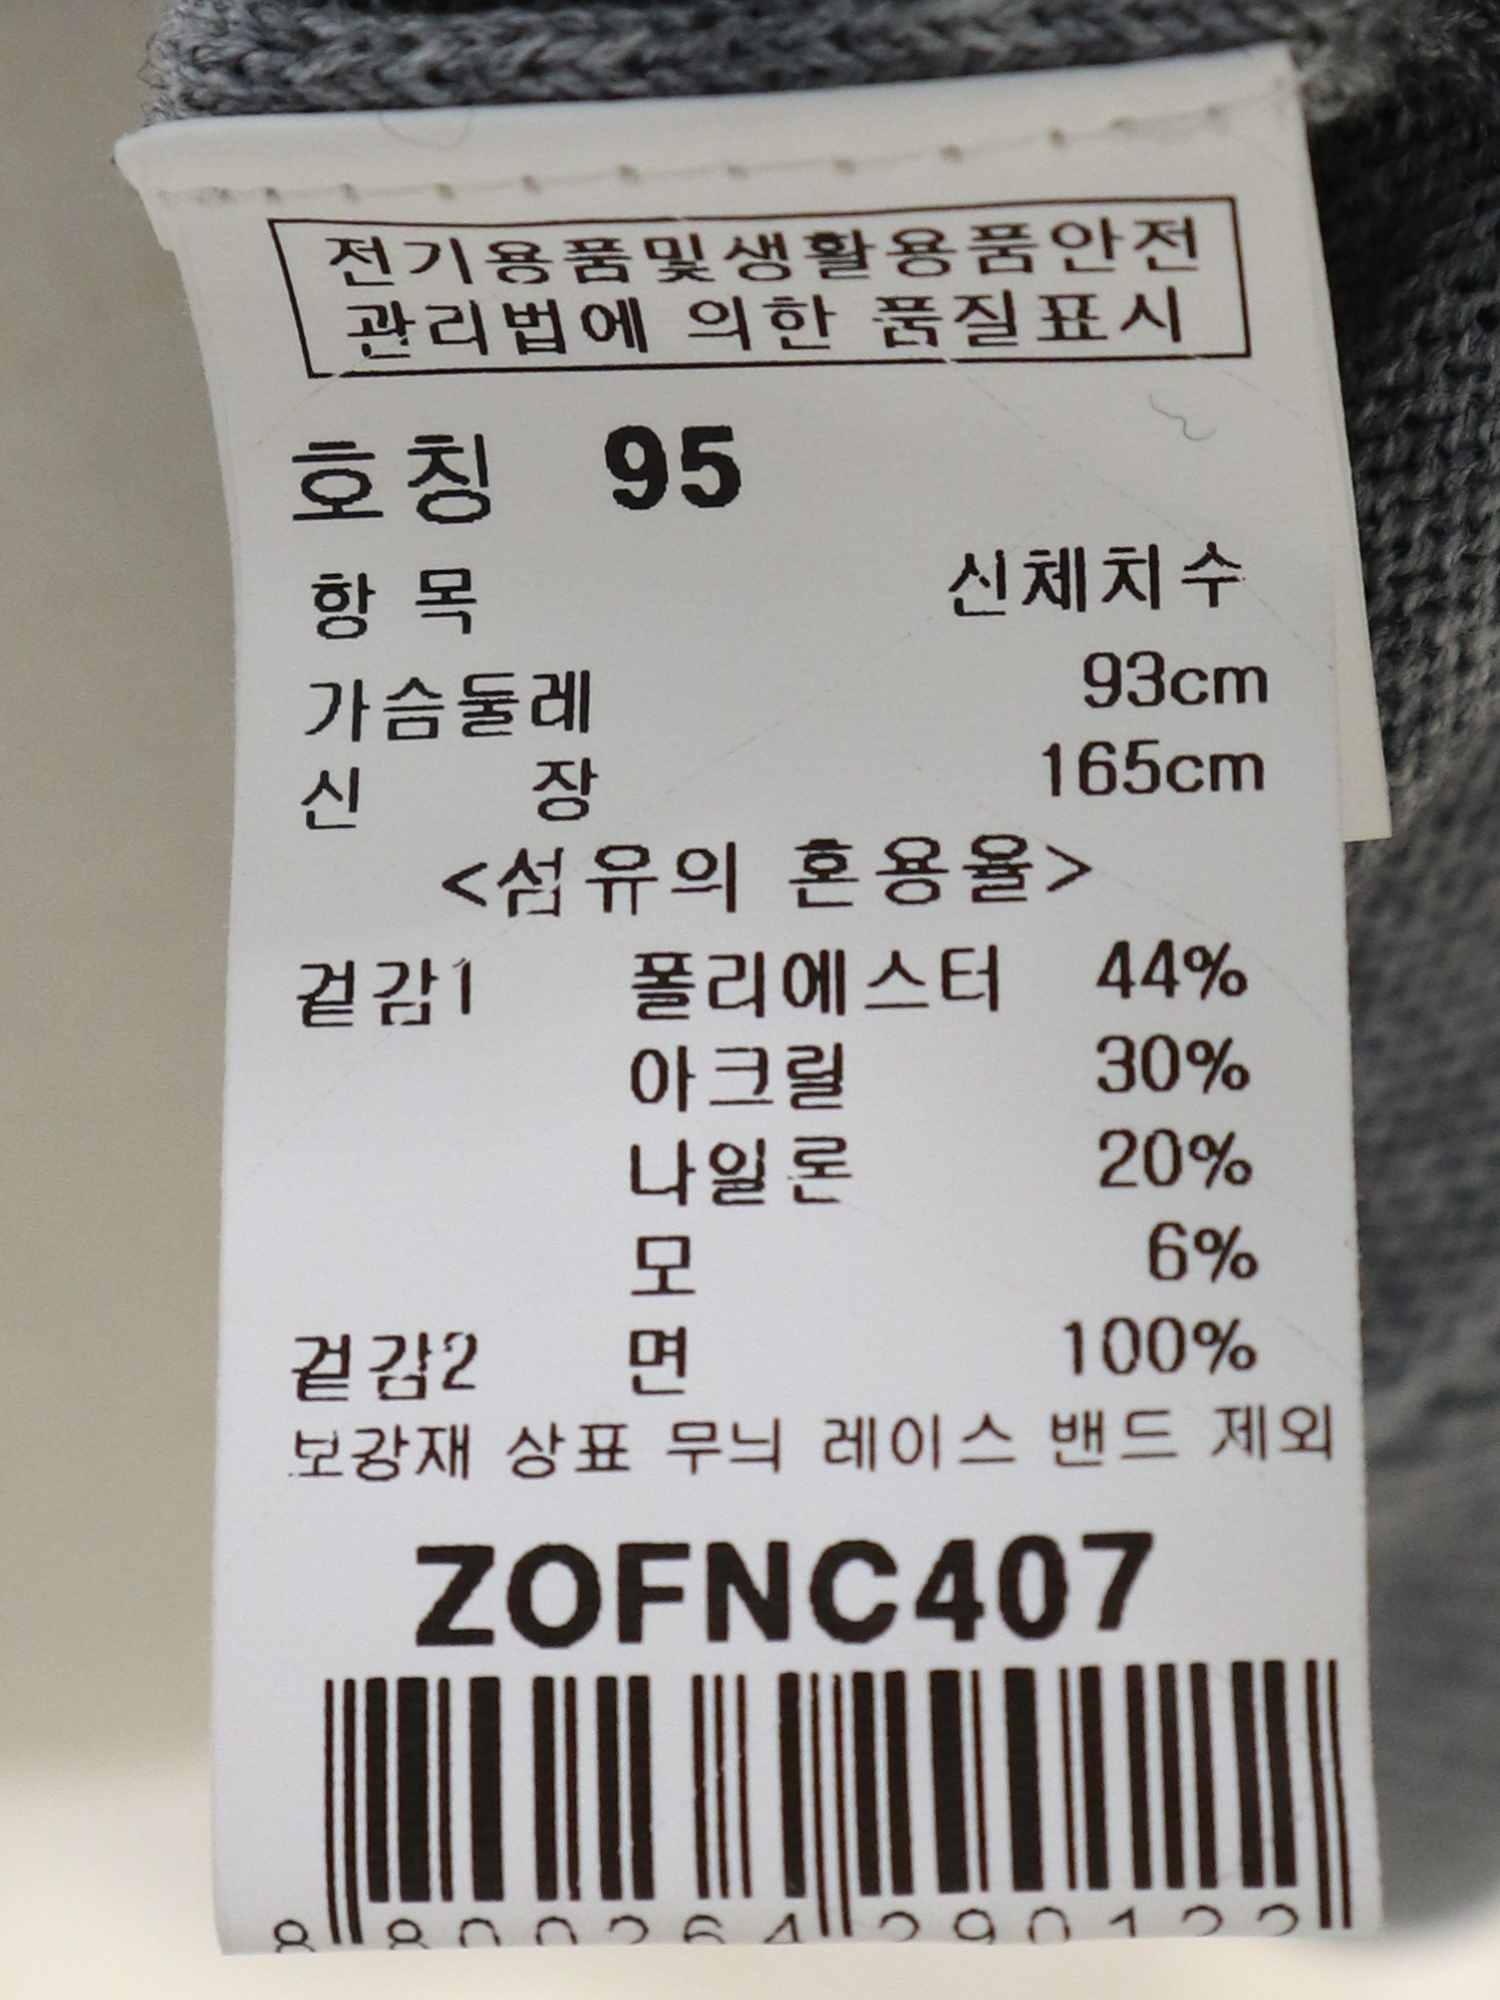 전기용품및생활용품안전
관리법에 의한 품질표시
호칭 95
항목 신체치수
가슴둘레 93cm
신 장 165cm
<섬유의 혼용율>
겉감1 폴리에스터 44%
아크릴 30%
나일론 20%
모 6%
겉감2 면 100%
보강재 상표 무늬 레이스 밴드 제외
ZOFNC407